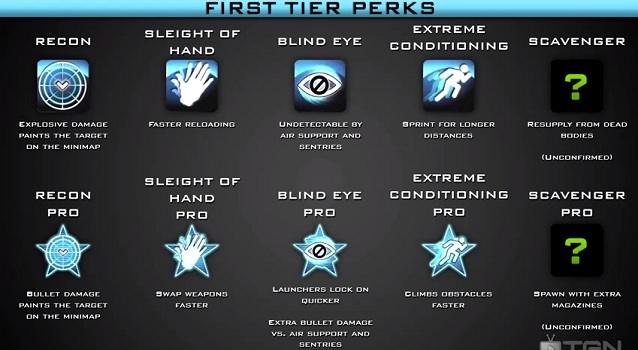 FIRST TIER PERKS
RECON
EXPLOSIVE DAMAGE
PAINTS THE TARGET
ON THE MINIMAP
SLEIGHT OF
HAND
FASTER RELOADING
BLIND EYE
UNDETECTABLE BY
AIR SUPPORT AND
SENTRIES
EXTREME
CONDITIONING
SPRINT FOR LONGER
DISTANCES
SCAVENGER
?
RESUPPLY FROM DEAD
BODIES
(UNCONFIRMED)
RECON
PRO
BULLET DAMAGE
PAINTS THE TARGET
ON THE MINIMAP
SLEIGHT OF
HAND
PRO
SWAP WEAPONS
FASTER
BLIND EYE
PRO
LAUNCHERS LOCK ON
QUICKER
EXTRA BULLET DAMAGE
VS. AIR SUPPORT AND
SENTRIES
EXTREME
CONDITIONING
PRO
CLIMBS OBSTACLES
FASTER
SCAVENGER
PRO
?
SPAWN WITH EXTRA
MAGAZINES
(UNCONFIRMED)
TGN